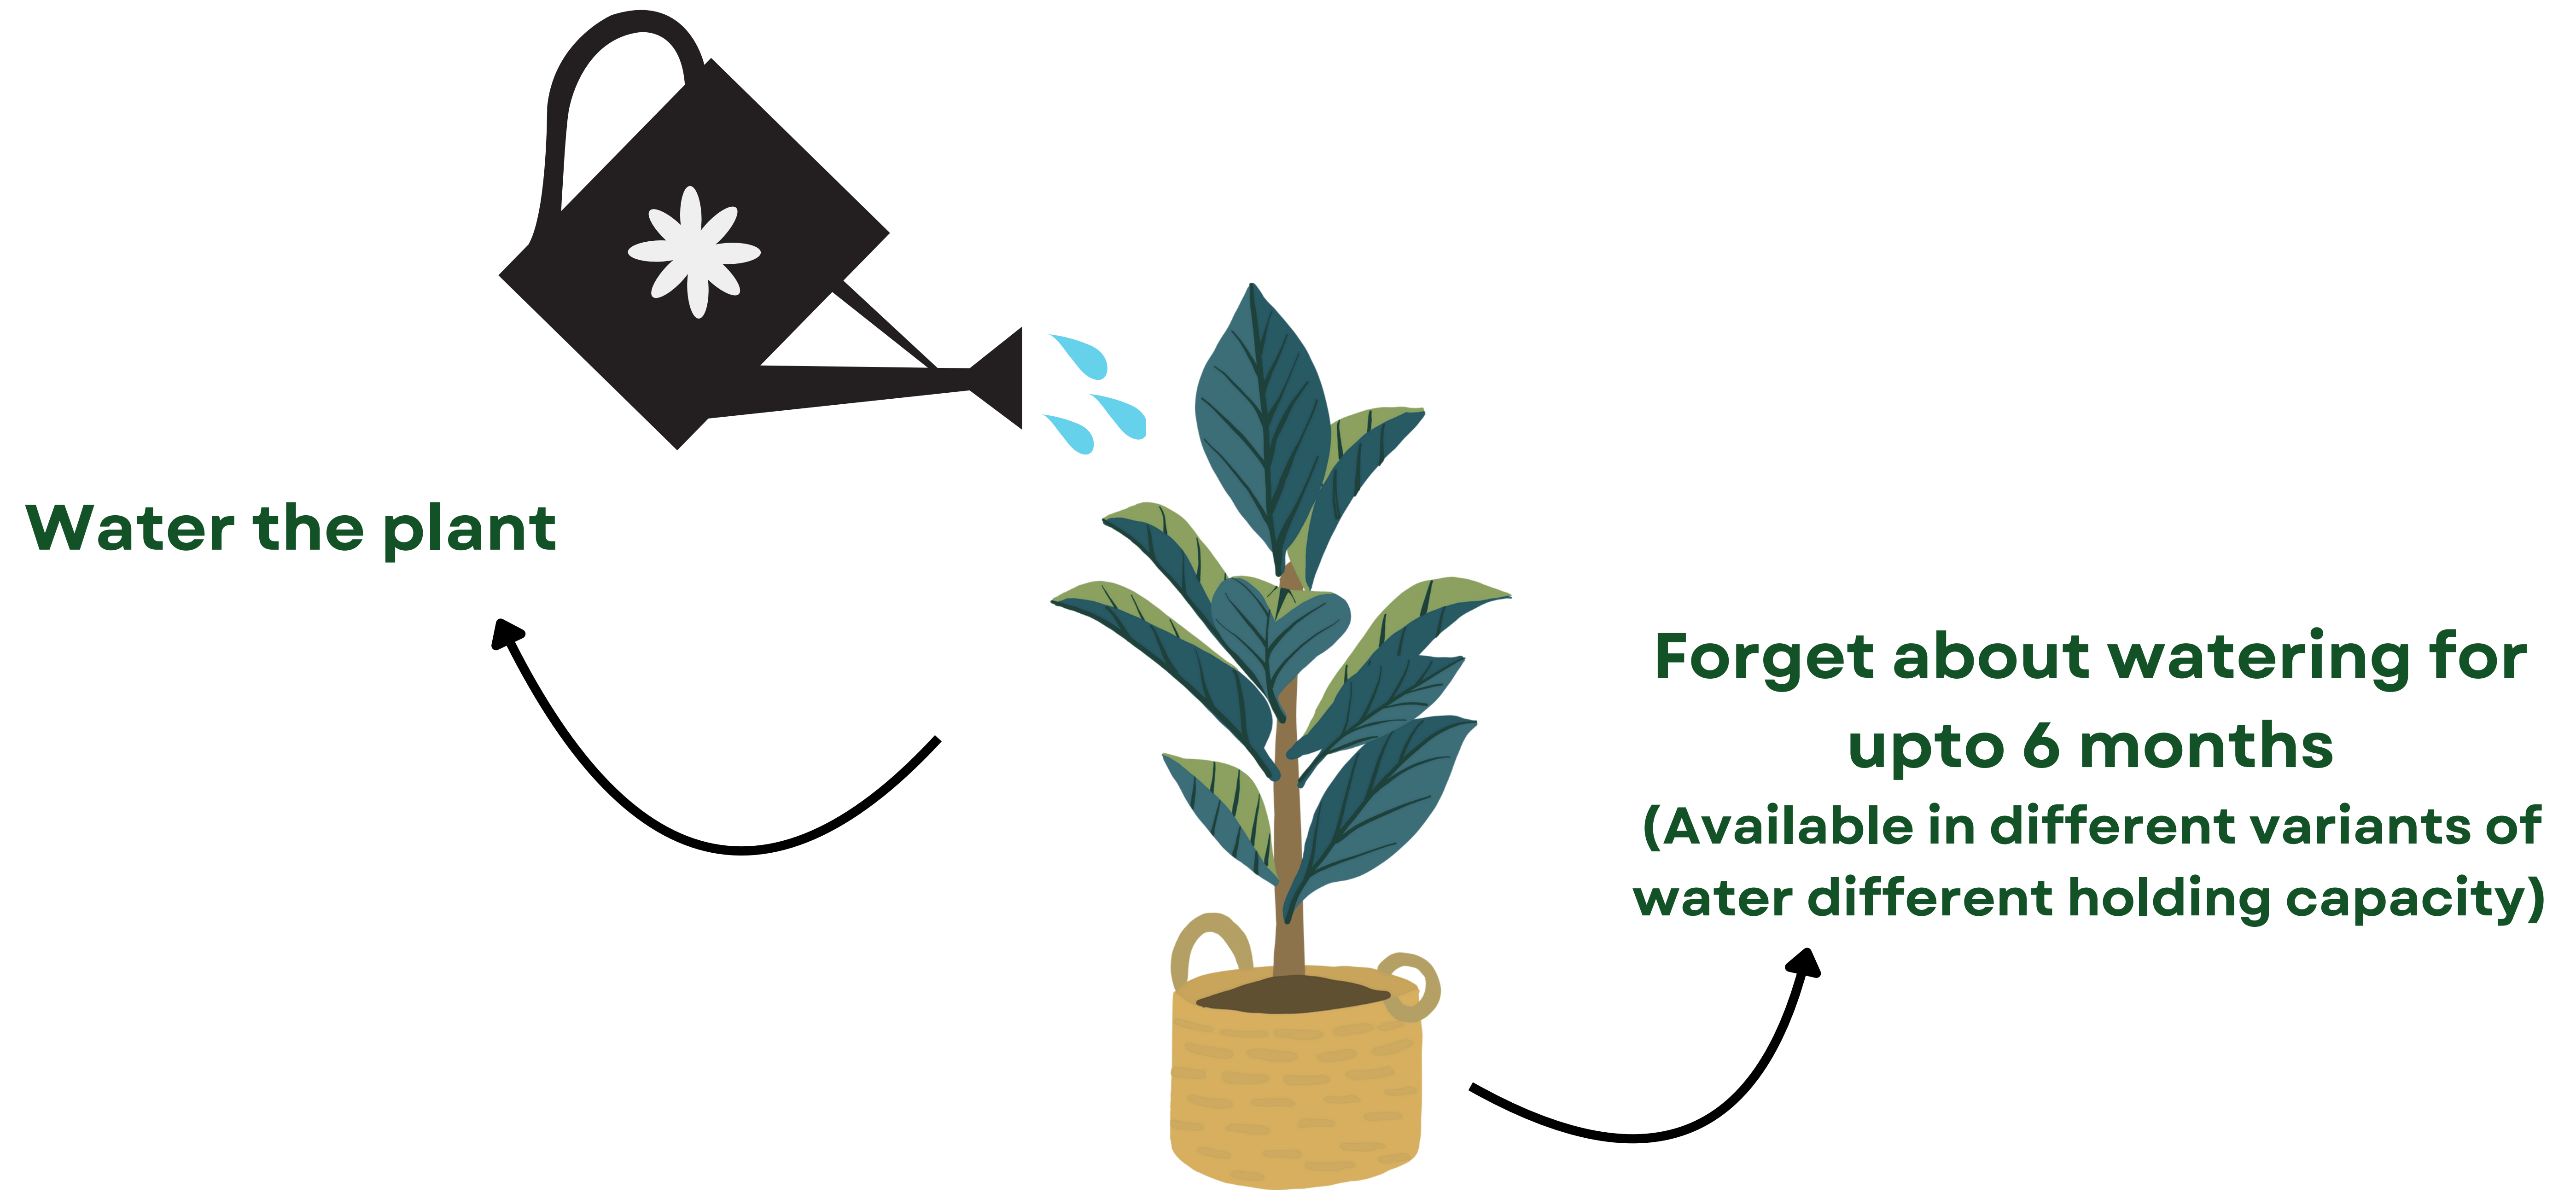 Water the plant
Forget about watering for
upto 6 months
(Available in different variants of
water different holding capacity)